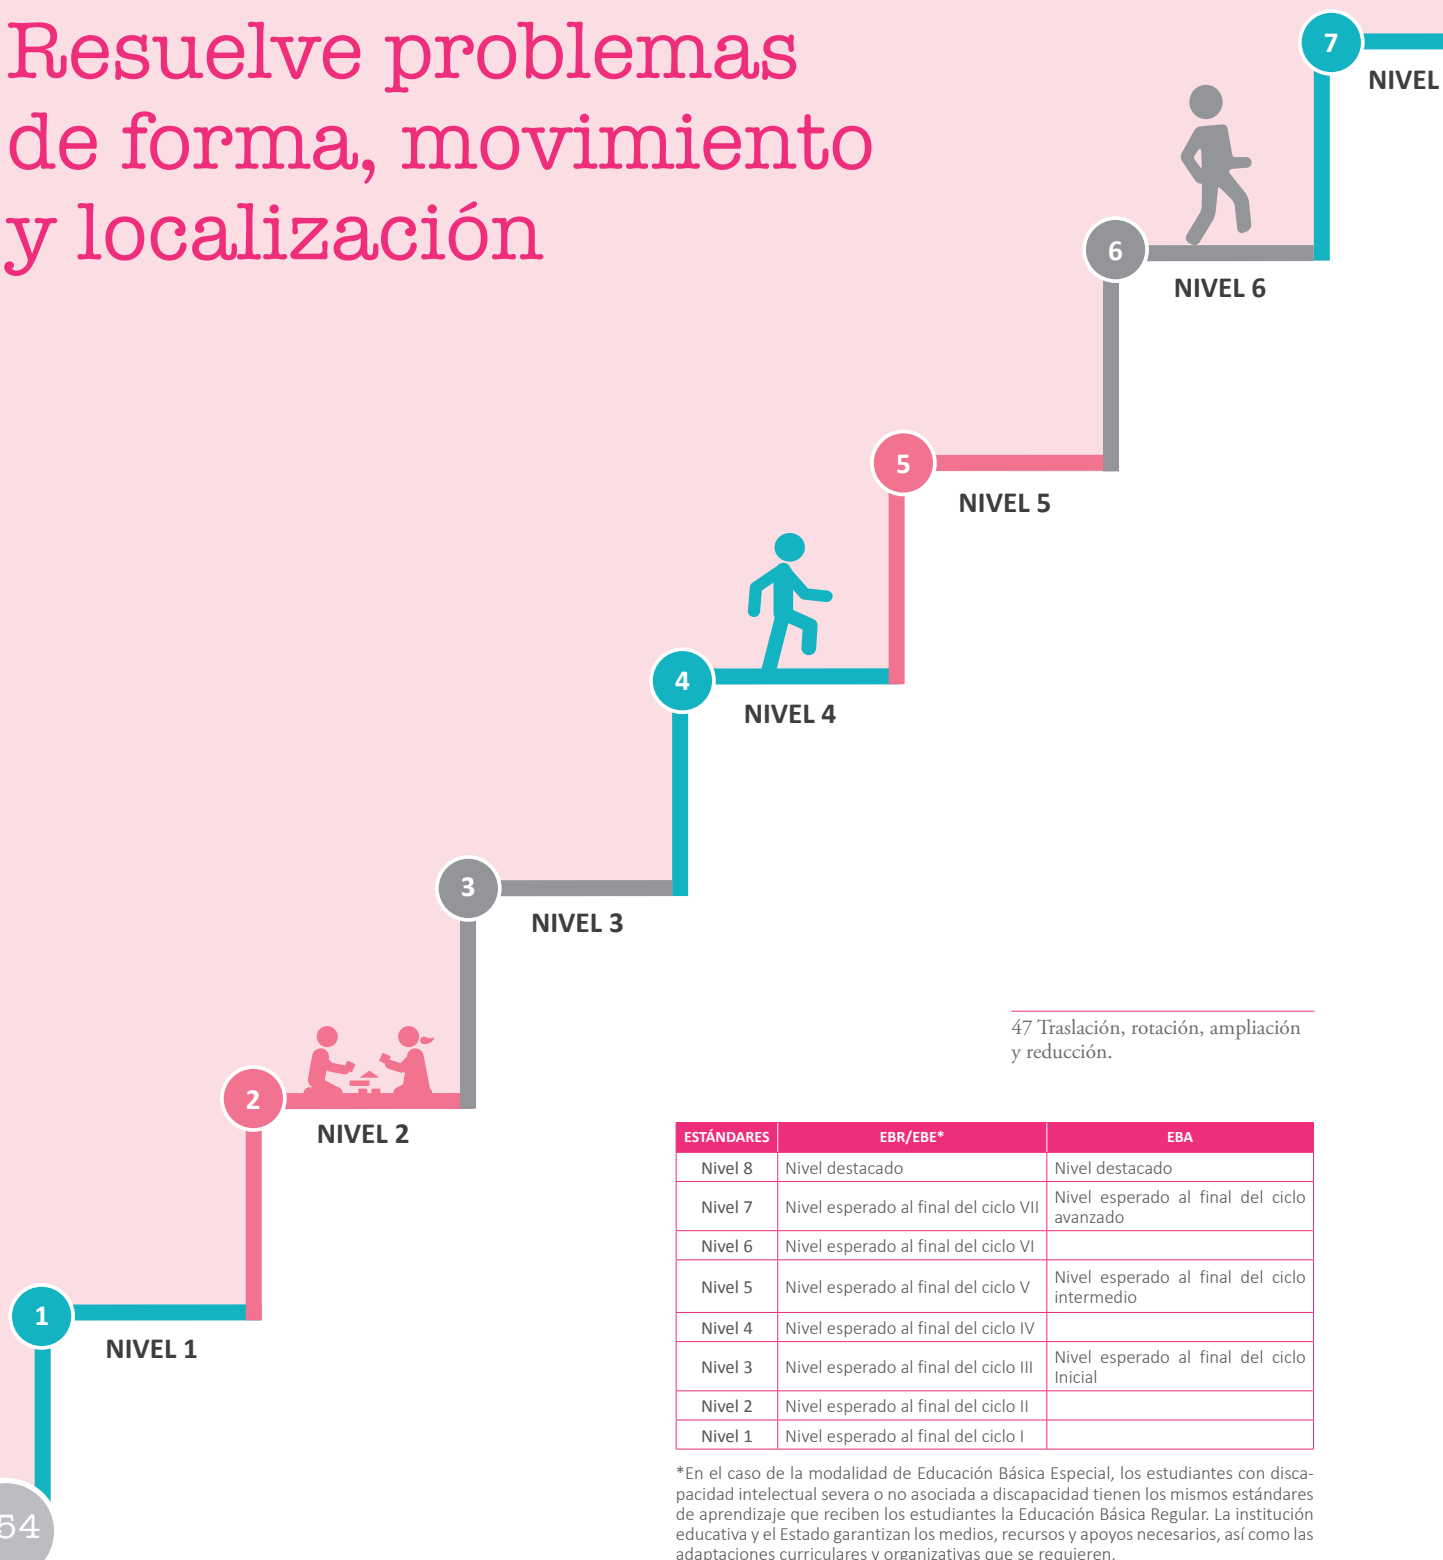 Resuelve problemas
de forma, movimiento
y localización
7
NIVEL
6
NIVEL 6
5
NIVEL 5
4
NIVEL 4
3
NIVEL 3
2
NIVEL 2
1
NIVEL 1
47 Traslación, rotación, ampliación
y reducción.
ESTÁNDARES EBR/EBE* EBA
Nivel 8 Nivel destacado Nivel destacado
Nivel 7 Nivel esperado al final del ciclo VII Nivel esperado al final del ciclo
avanzado
Nivel 6 Nivel esperado al final del ciclo VI
Nivel 5 Nivel esperado al final del ciclo V Nivel esperado al final del ciclo
intermedio
Nivel 4 Nivel esperado al final del ciclo IV
Nivel 3 Nivel esperado al final del ciclo III Nivel esperado al final del ciclo
Inicial
Nivel 2 Nivel esperado al final del ciclo II
Nivel 1 Nivel esperado al final del ciclo I
*En el caso de la modalidad de Educación Básica Especial, los estudiantes con disca-
pacidad intelectual severa o no asociada a discapacidad tienen los mismos estándares
de aprendizaje que reciben los estudiantes la Educación Básica Regular. La institución
educativa y el Estado garantizan los medios, recursos y apoyos necesarios, así como las
adaptaciones curriculares y organizativas que se requieren.
54